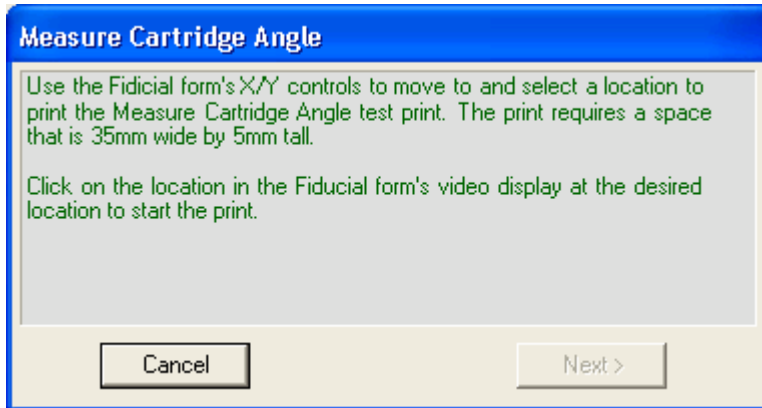 Measure Cartridge Angle
Use the Fidicial form's X/Y controls to move to and select a location to
print the Measure Cartridge Angle test print. The print requires a space
that is 35mm wide by 5mm tall.
Click on the location in the Fiducial form's video display at the desired
location to start the print.
Cancel
Next >